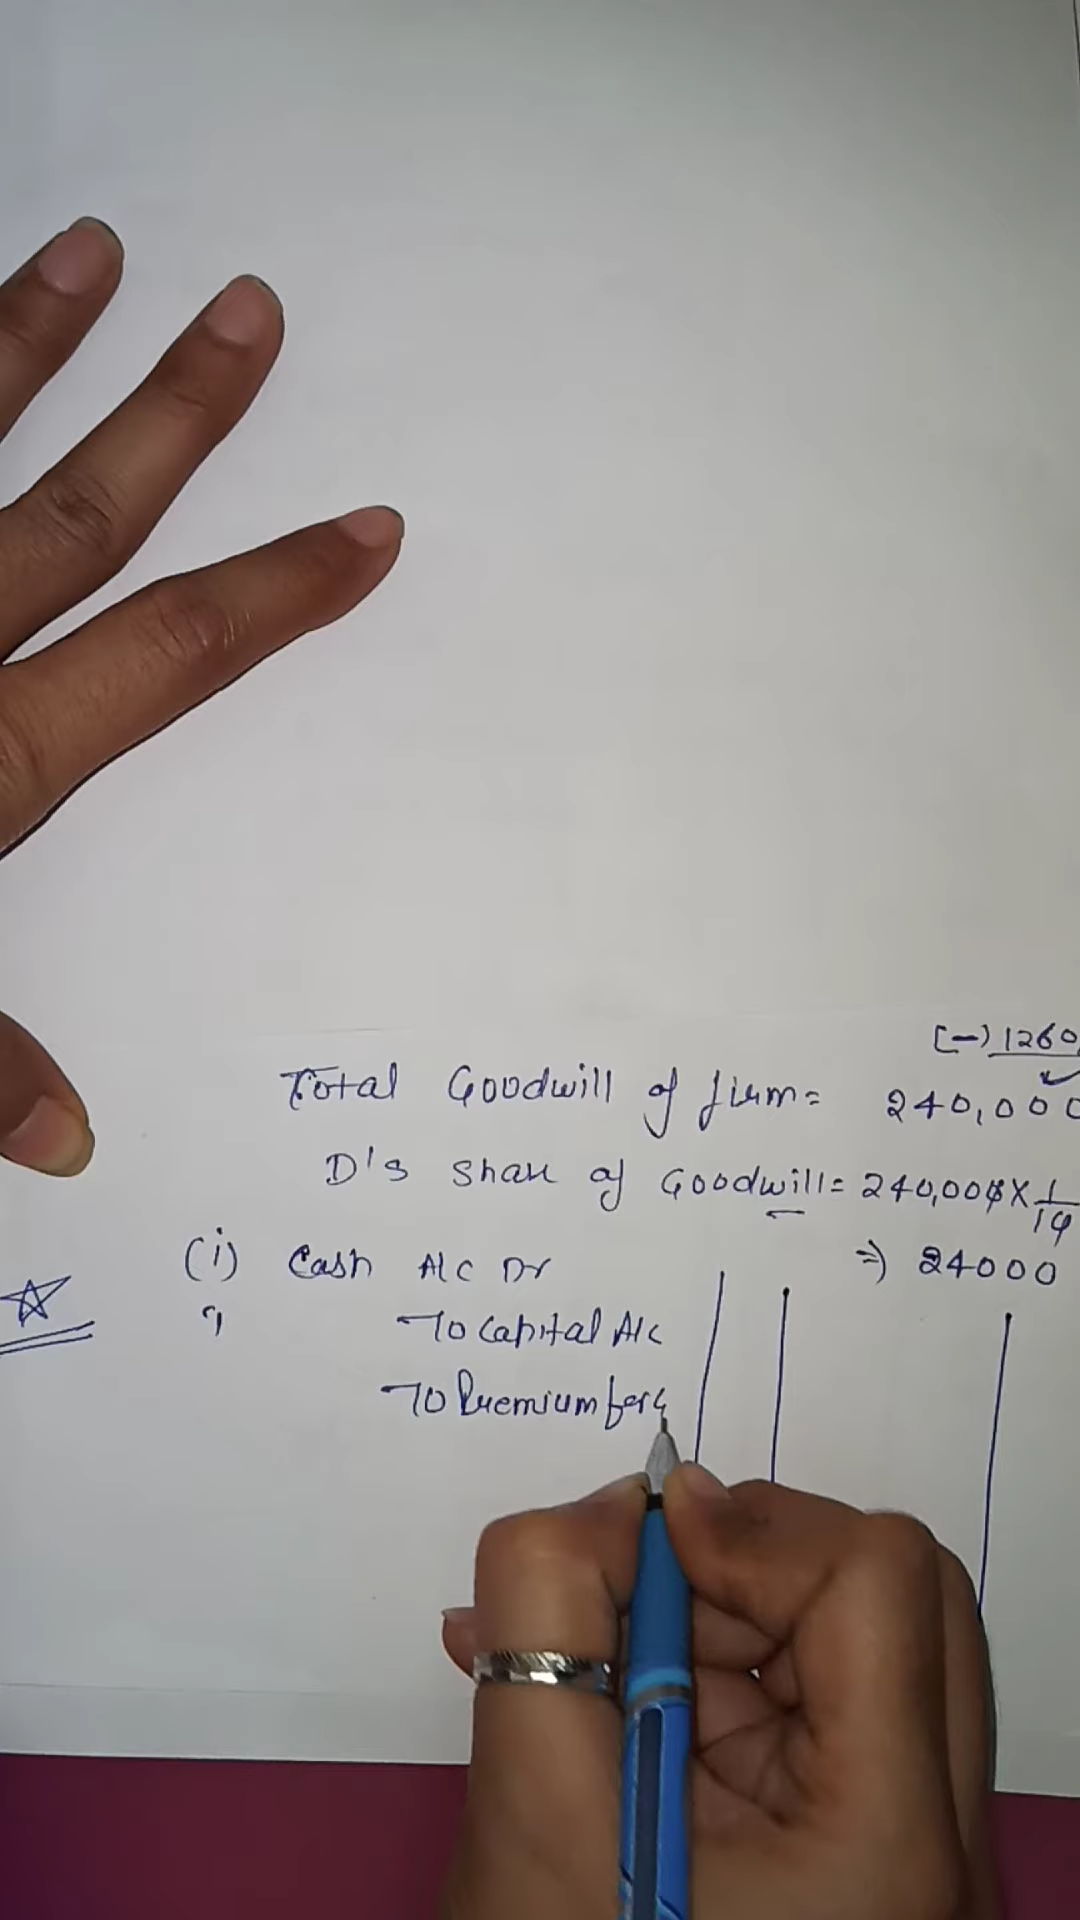 (-) 1260,
Total Goodwill of firm = 240,000
D's share of Goodwill = 240,000 X 1/10
(i) Cash A/c Dr => 24000
To Capital A/c
To Premium for G